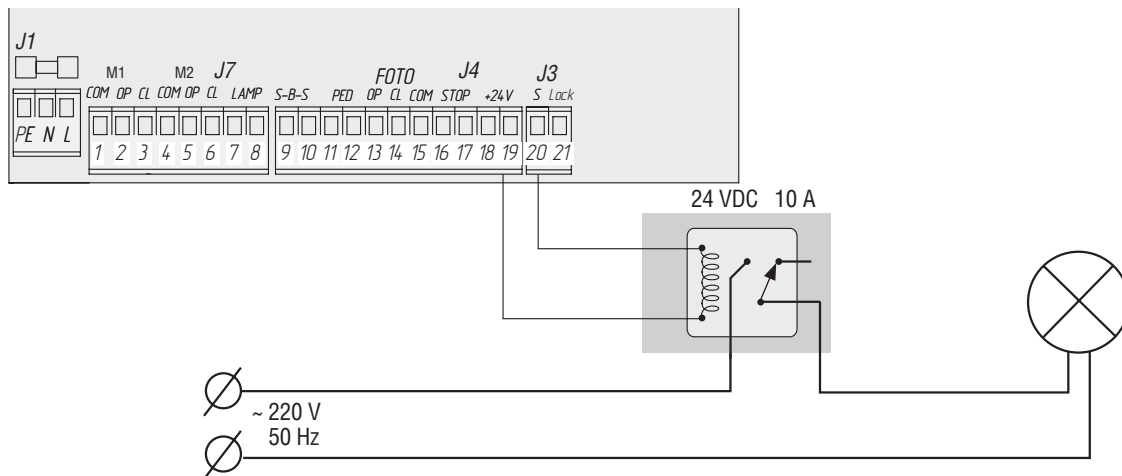 J1
M1 M2 J7 FOTO J4 J3
COM OP CL COM OP CL LAMP S-B-S PED OP CL COM STOP +24V S Lock
PE N L
1 2 3 4 5 6 7 8 9 10 11 12 13 14 15 16 17 18 19 20 21
24 VDC 10 A
~ 220 V
50 Hz